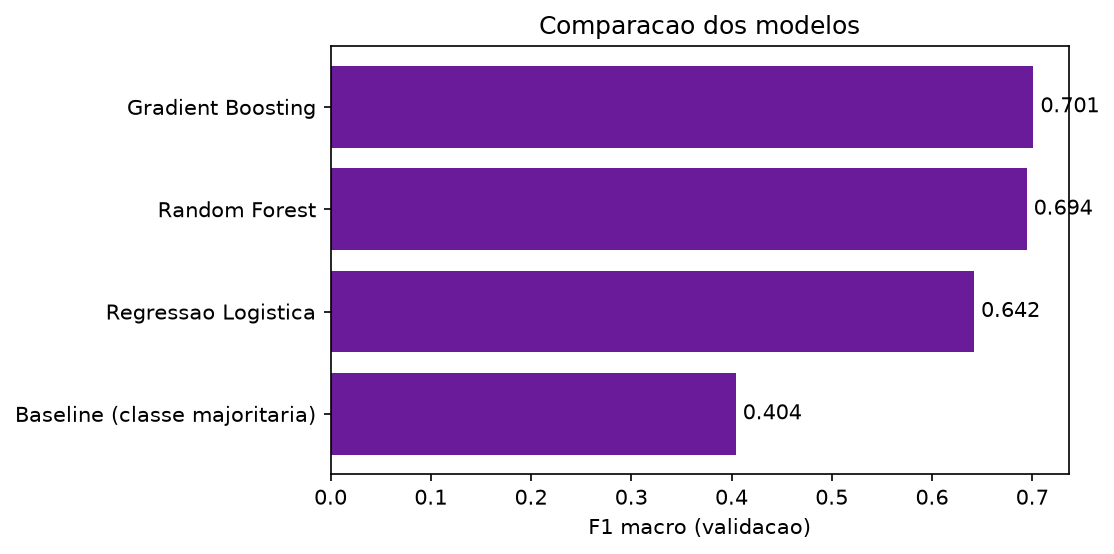 Comparacao dos modelos
Gradient Boosting
0.701
Random Forest
0.694
Regressao Logistica
0.642
Baseline (classe majoritaria)
0.404
0.0 0.1 0.2 0.3 0.4 0.5 0.6 0.7
F1 macro (validacao)